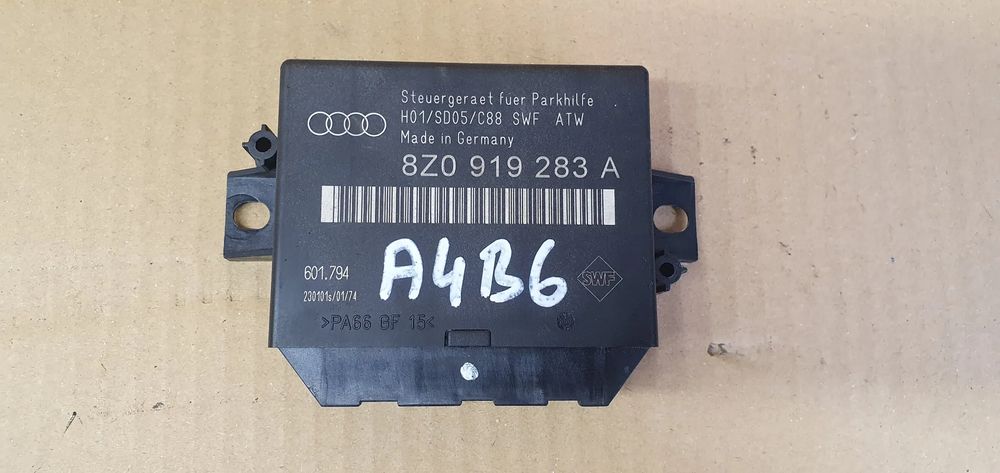 Steuergeraet fuer Parkhilfe
H01/SD05/C88 SWF ATW
Made in Germany
8Z0 919 283 A
A4B6
601.794
SWF
230101s/01/74
>PA66 GF 15<